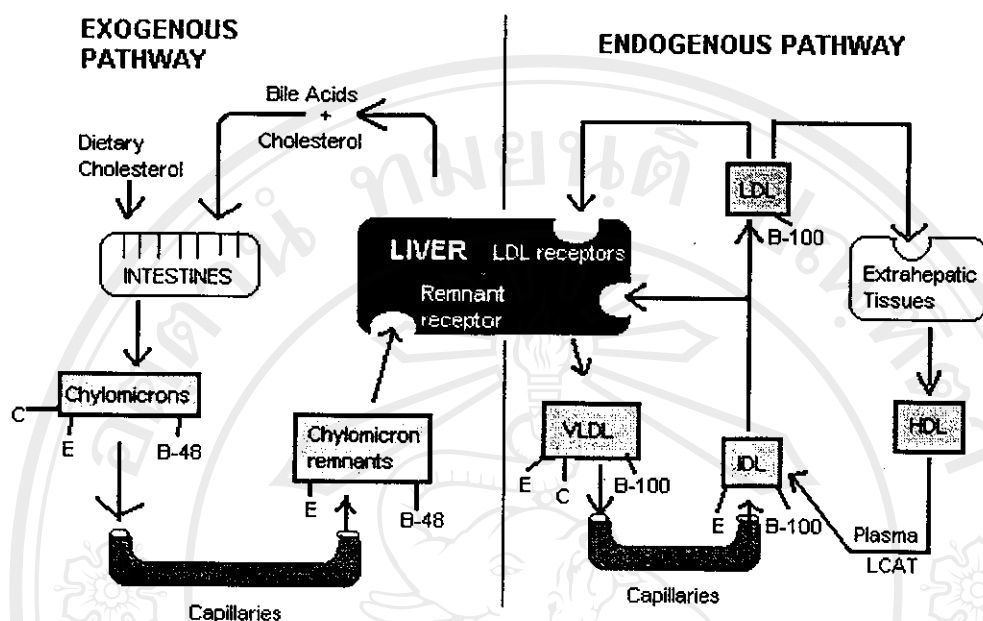 EXOGENOUS
PATHWAY
ENDOGENOUS PATHWAY
Bile Acids
+
Cholesterol
Dietary
Cholesterol
INTESTINES
LIVER
LDL receptors
Remnant
receptor
LDL
B-100
Extrahepatic
Tissues
Chylomicrons
C
E
B-48
Chylomicron
remnants
E
B-48
VLDL
E
C
B-100
IDL
E
B-100
HDL
Plasma
LCAT
Capillaries
Capillaries